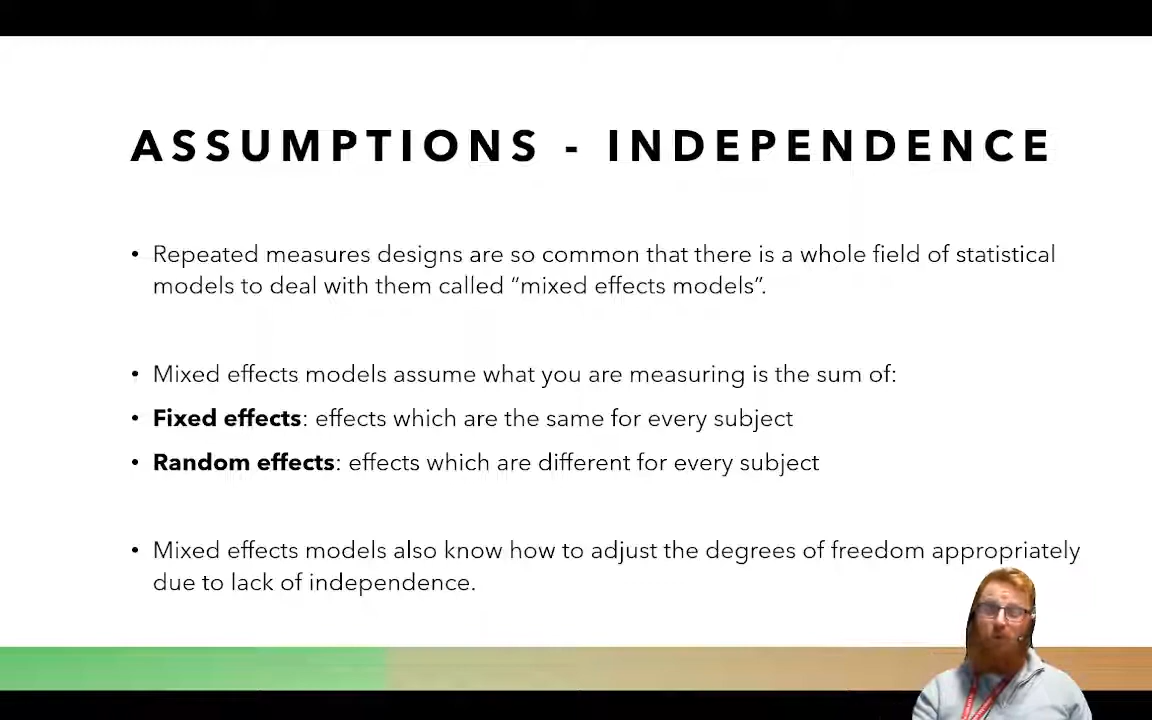 ASSUMPTIONS - INDEPENDENCE
• Repeated measures designs are so common that there is a whole field of statistical
models to deal with them called “mixed effects models”.
• Mixed effects models assume what you are measuring is the sum of:
• Fixed effects: effects which are the same for every subject
• Random effects: effects which are different for every subject
• Mixed effects models also know how to adjust the degrees of freedom appropriately
due to lack of independence.